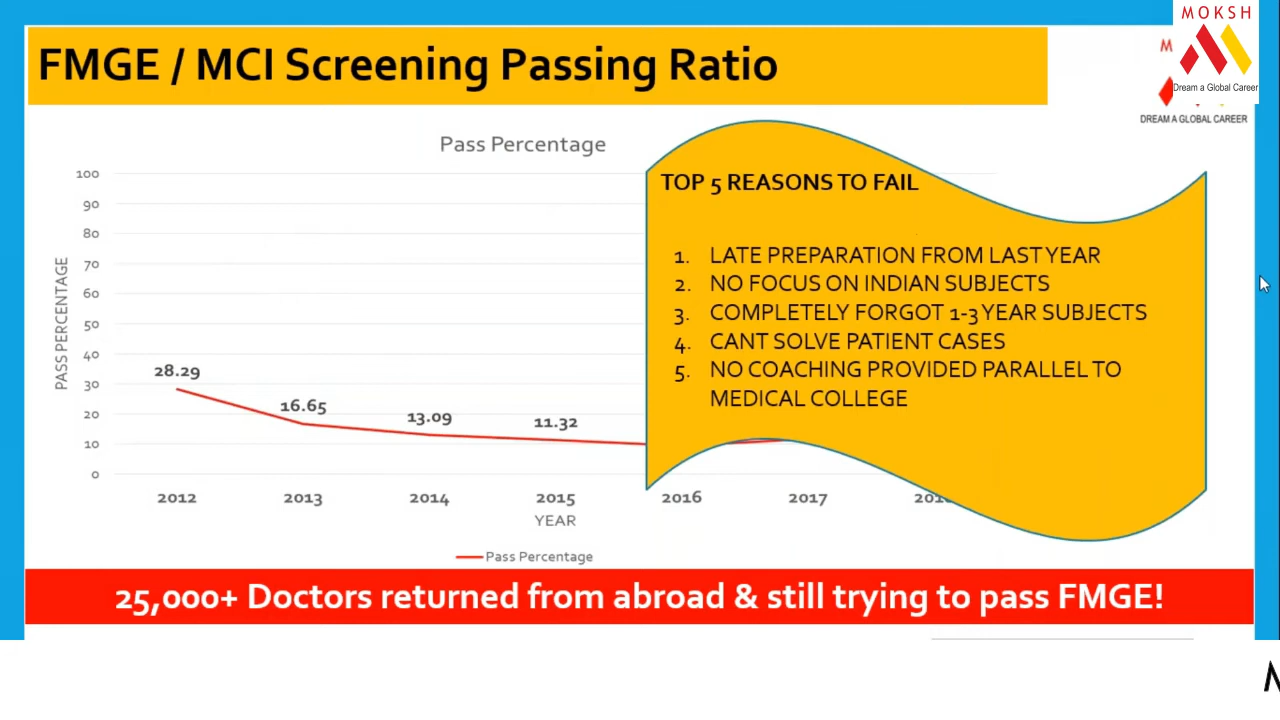 MOKSH
Dream a Global Career
M
DREAM A GLOBAL CAREER
FMGE / MCI Screening Passing Ratio
Pass Percentage
100
90
80
70
60
50
40
30
20
10
0
PASS PERCENTAGE
28.29
16.65
13.09
11.32
2012
2013
2014
2015
2016
2017
YEAR
Pass Percentage
TOP 5 REASONS TO FAIL
1. LATE PREPARATION FROM LAST YEAR
2. NO FOCUS ON INDIAN SUBJECTS
3. COMPLETELY FORGOT 1-3 YEAR SUBJECTS
4. CANT SOLVE PATIENT CASES
5. NO COACHING PROVIDED PARALLEL TO
MEDICAL COLLEGE
25,000+ Doctors returned from abroad & still trying to pass FMGE!